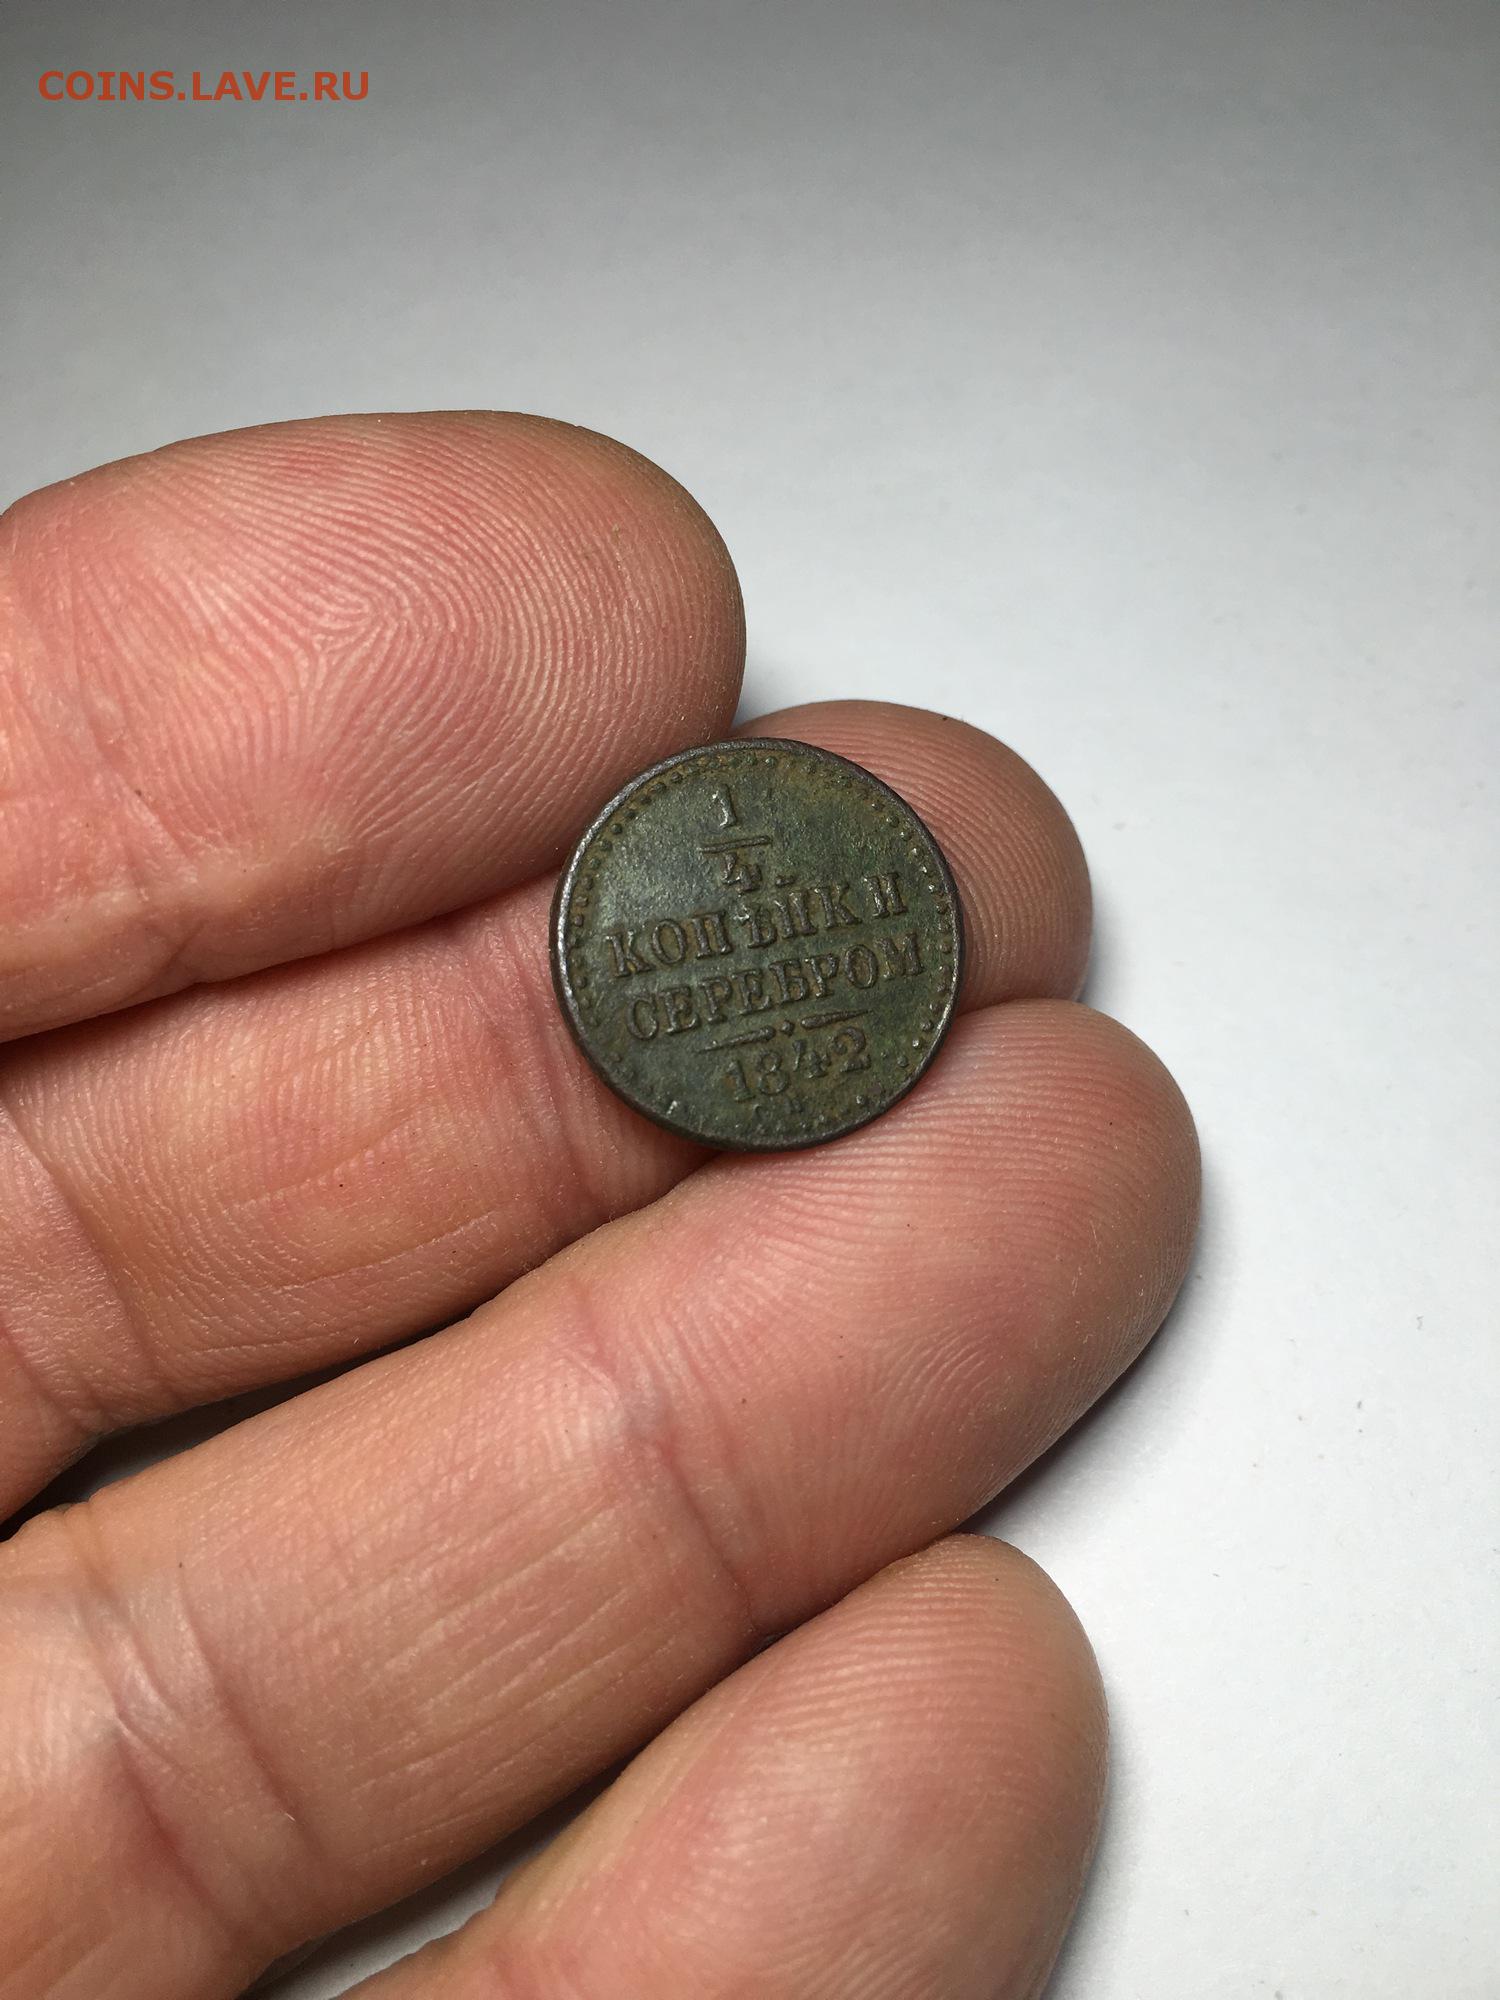 COINS.LAVE.RU
1
4
КОПѢЙКИ
СЕРЕБРОМ
1842